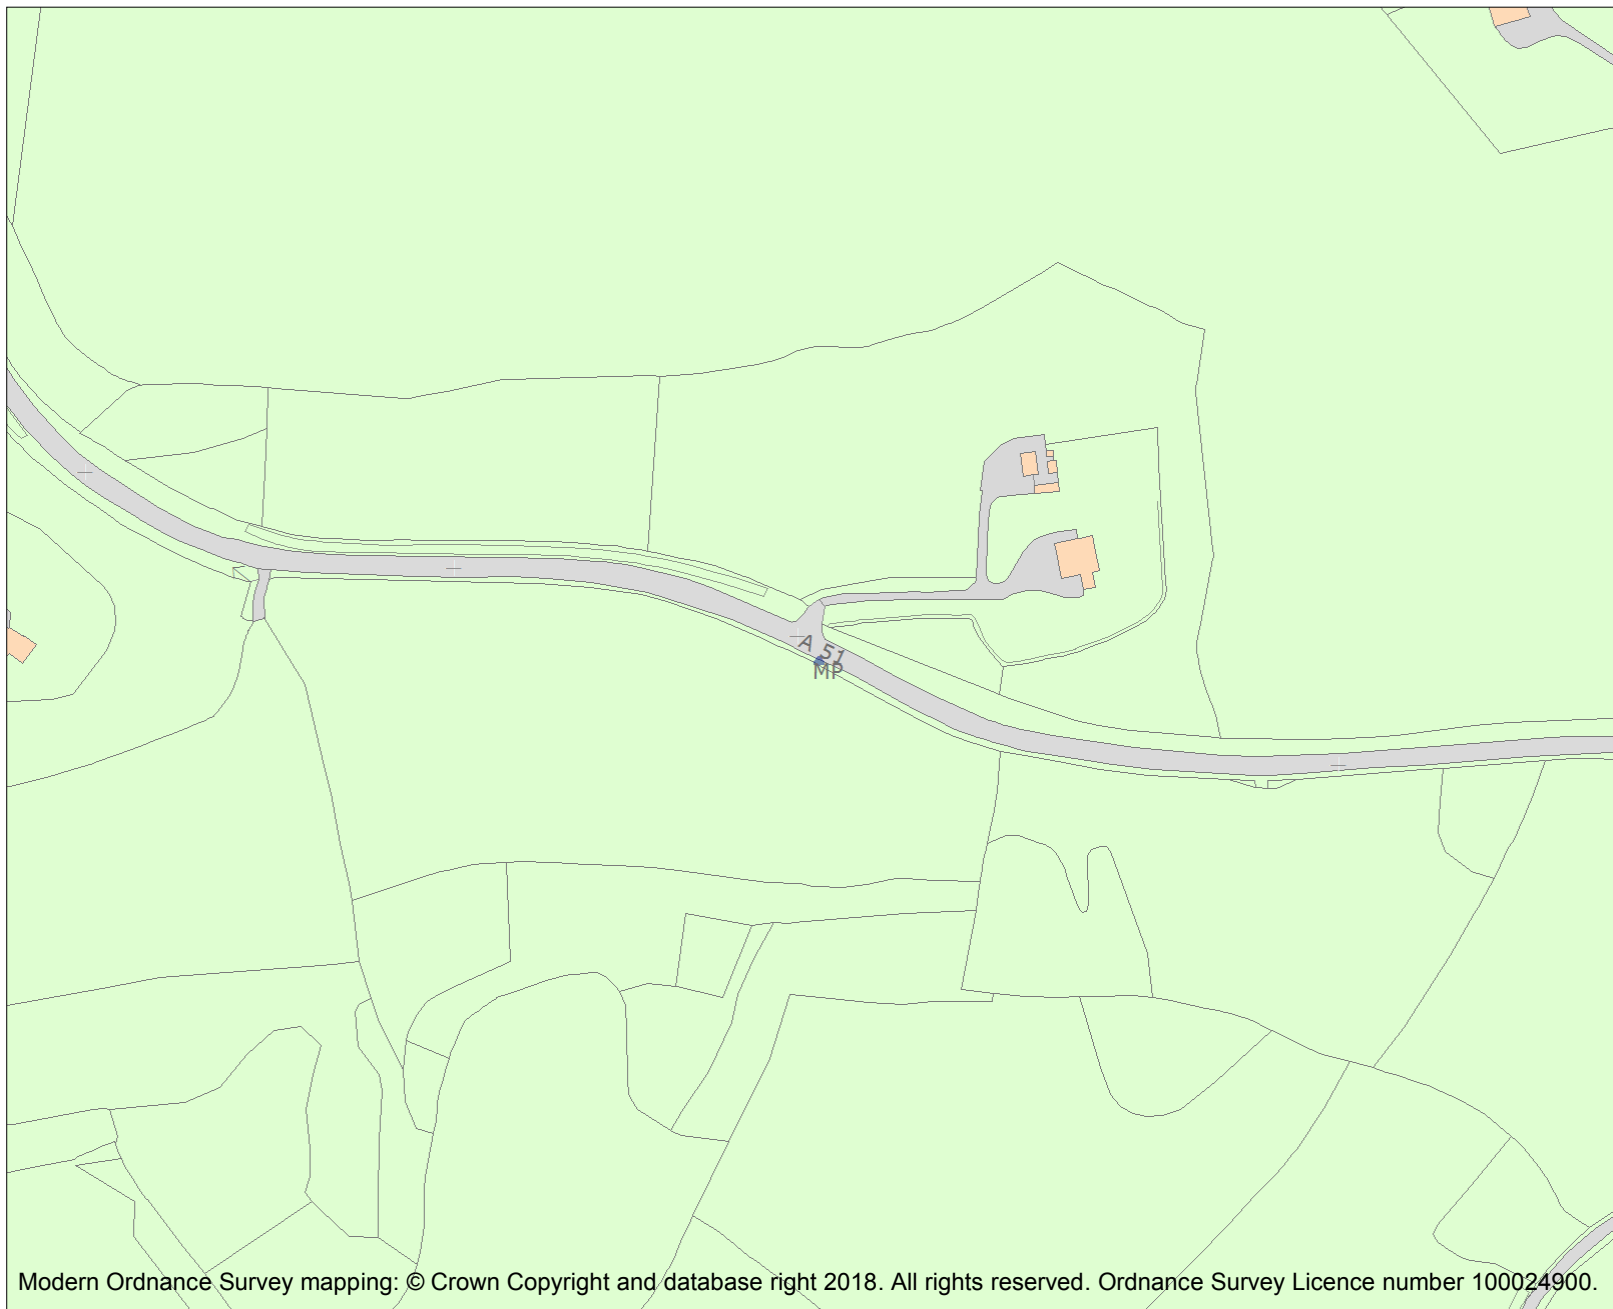 A 51
MP
Modern Ordnance Survey mapping: © Crown Copyright and database right 2018. All rights reserved. Ordnance Survey Licence number 100024900.